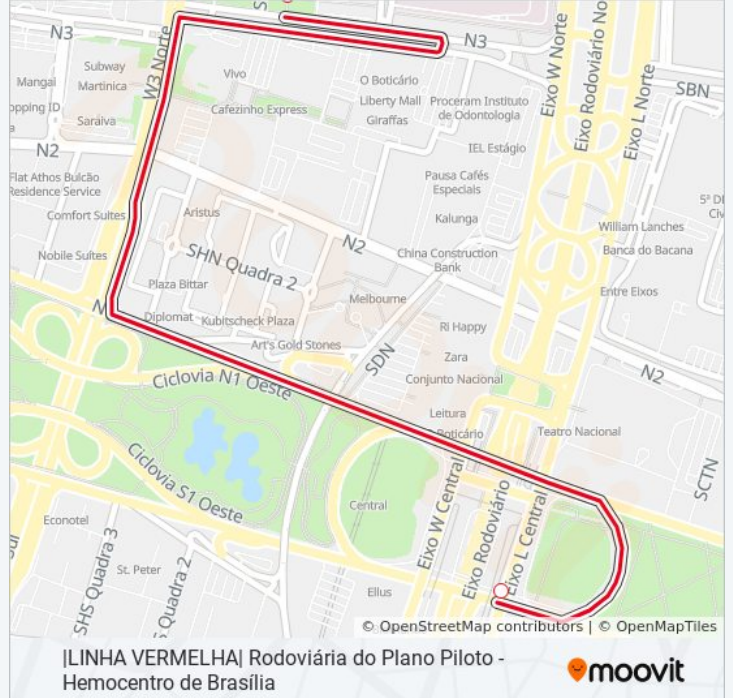 N3
W3 Norte
S
N3
Eixo W Norte
Eixo Rodoviário No
Eixo L Norte
SBN
Subway
Mangai
Martinica
Vivo
O Boticário
opping ID
a
Saraiva
Cafezinho Express
Liberty Mall
Giraffas
Proceram Instituto
de Odontologia
N2
IEL Estágio
Flat Athos Bulcão
Residence Service
Pausa Cafés
Especiais
5ª D
Civ
Comfort Suites
Aristus
Kalunga
William Lanches
N2
Nobile Suítes
SHN Quadra 2
China Construction
Bank
Banca do Bacana
Plaza Bittar
Melbourne
Entre Eixos
N
Diplomat
Kubitscheck Plaza
Ri Happy
Art's Gold Stones
SDN
Zara
N2
Ciclovia N1 Oeste
Conjunto Nacional
Leitura
Boticário
Teatro Nacional
SCTN
Ciclovia S1 Oeste
Eixo W Central
Eixo Rodoviário
Eixo L Central
Central
Econotel
ul
SHS Quadra 3
St. Peter
S Quadra 2
Ellus
© OpenStreetMap contributors | © OpenMapTiles
|LINHA VERMELHA| Rodoviária do Plano Piloto -
Hemocentro de Brasília
moovit